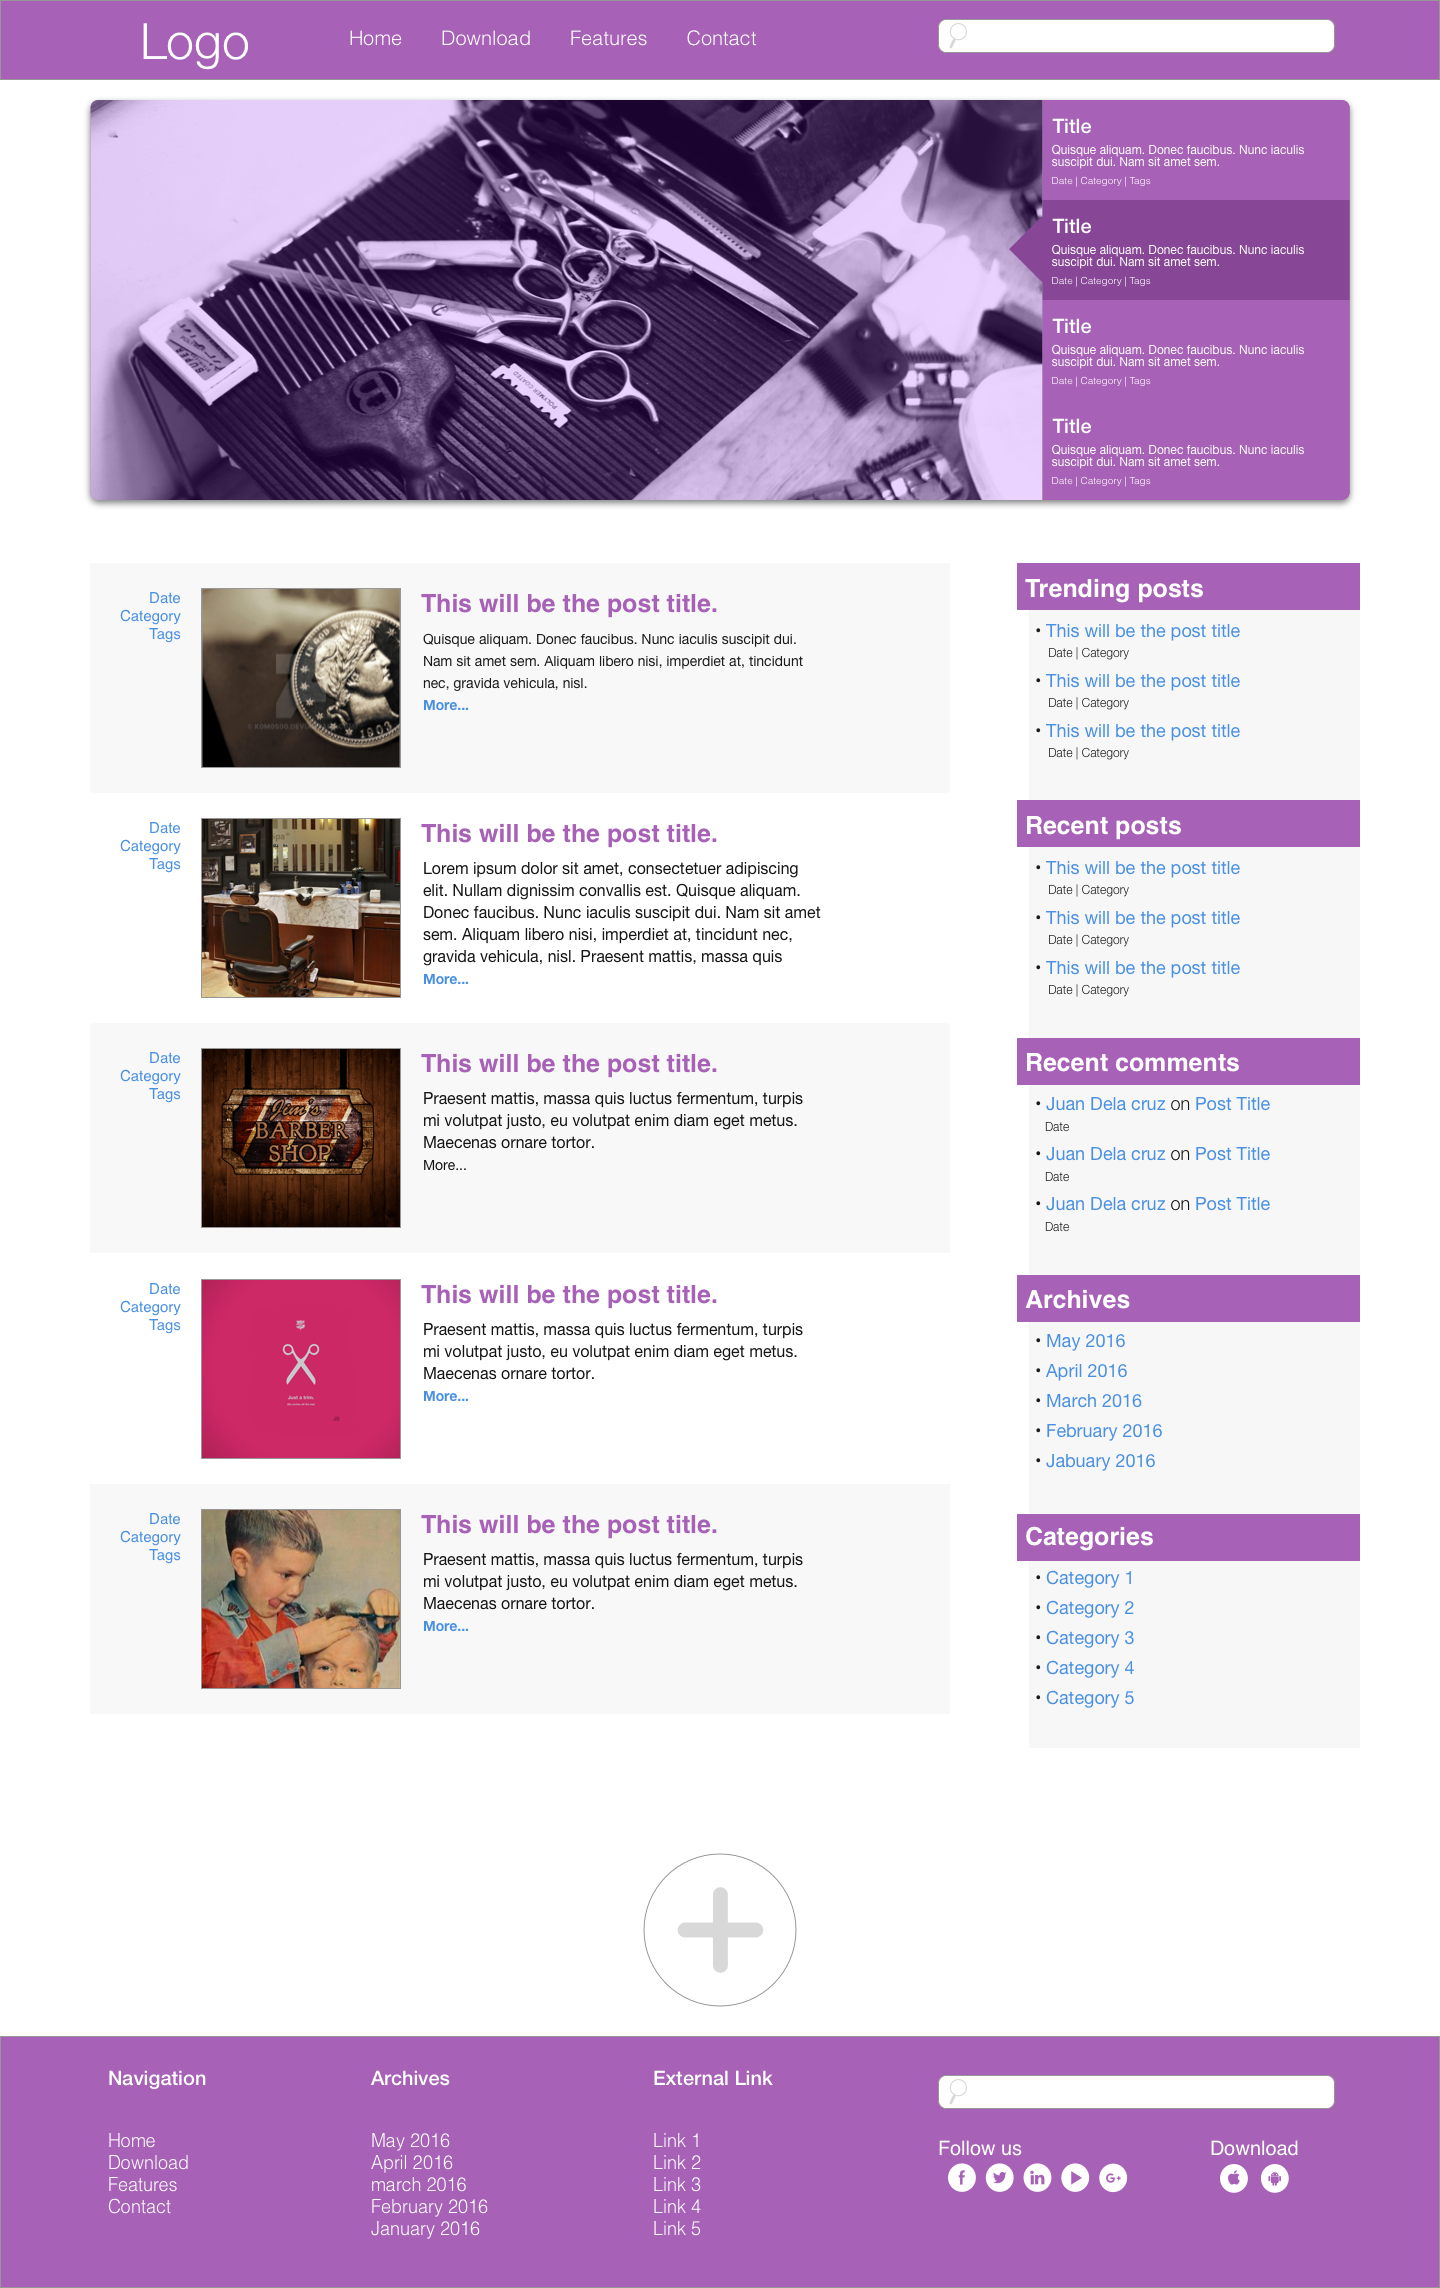 Logo
Home
Download
Features
Contact
Title
Quisque aliquam. Donec faucibus. Nunc iaculis
suscipit dui. Nam sit amet sem.
Date | Category | Tags
Title
Quisque aliquam. Donec faucibus. Nunc iaculis
suscipit dui. Nam sit amet sem.
Date | Category | Tags
Title
Quisque aliquam. Donec faucibus. Nunc iaculis
suscipit dui. Nam sit amet sem.
Date | Category | Tags
Title
Quisque aliquam. Donec faucibus. Nunc iaculis
suscipit dui. Nam sit amet sem.
Date | Category | Tags
Date
Category
Tags
1903
This will be the post title.
Quisque aliquam. Donec faucibus. Nunc iaculis suscipit dui.
Nam sit amet sem. Aliquam libero nisi, imperdiet at, tincidunt
nec, gravida vehicula, nisl.
More...
Date
Category
Tags
This will be the post title.
Lorem ipsum dolor sit amet, consectetuer adipiscing
elit. Nullam dignissim convallis est. Quisque aliquam.
Donec faucibus. Nunc iaculis suscipit dui. Nam sit amet
sem. Aliquam libero nisi, imperdiet at, tincidunt nec,
gravida vehicula, nisl. Praesent mattis, massa quis
More...
Date
Category
Tags
Jim's
BARBER
SHOP
This will be the post title.
Praesent mattis, massa quis luctus fermentum, turpis
mi volutpat justo, eu volutpat enim diam eget metus.
Maecenas ornare tortor.
More...
Date
Category
Tags
Just a trim.
This will be the post title.
Praesent mattis, massa quis luctus fermentum, turpis
mi volutpat justo, eu volutpat enim diam eget metus.
Maecenas ornare tortor.
More...
Date
Category
Tags
This will be the post title.
Praesent mattis, massa quis luctus fermentum, turpis
mi volutpat justo, eu volutpat enim diam eget metus.
Maecenas ornare tortor.
More...
Trending posts
• This will be the post title
Date | Category
• This will be the post title
Date | Category
• This will be the post title
Date | Category
Recent posts
• This will be the post title
Date | Category
• This will be the post title
Date | Category
• This will be the post title
Date | Category
Recent comments
• Juan Dela cruz on Post Title
Date
• Juan Dela cruz on Post Title
Date
• Juan Dela cruz on Post Title
Date
Archives
• May 2016
• April 2016
• March 2016
• February 2016
• Jabuary 2016
Categories
• Category 1
• Category 2
• Category 3
• Category 4
• Category 5
Navigation
Home
Download
Features
Contact
Archives
May 2016
April 2016
march 2016
February 2016
January 2016
External Link
Link 1
Link 2
Link 3
Link 4
Link 5
Follow us
Download